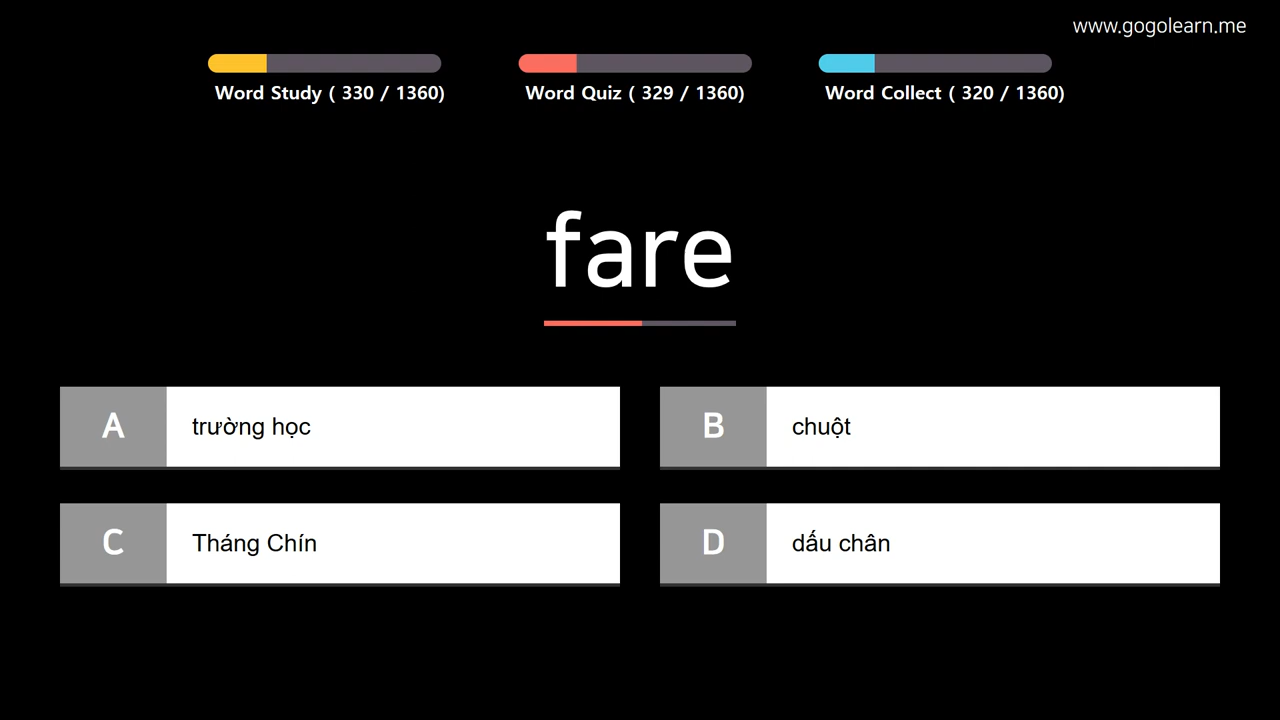 www.gogolearn.me
Word Study ( 330 / 1360)
Word Quiz ( 329 / 1360)
Word Collect ( 320 / 1360)
fare
A trường học
B chuột
C Tháng Chín
D dấu chân